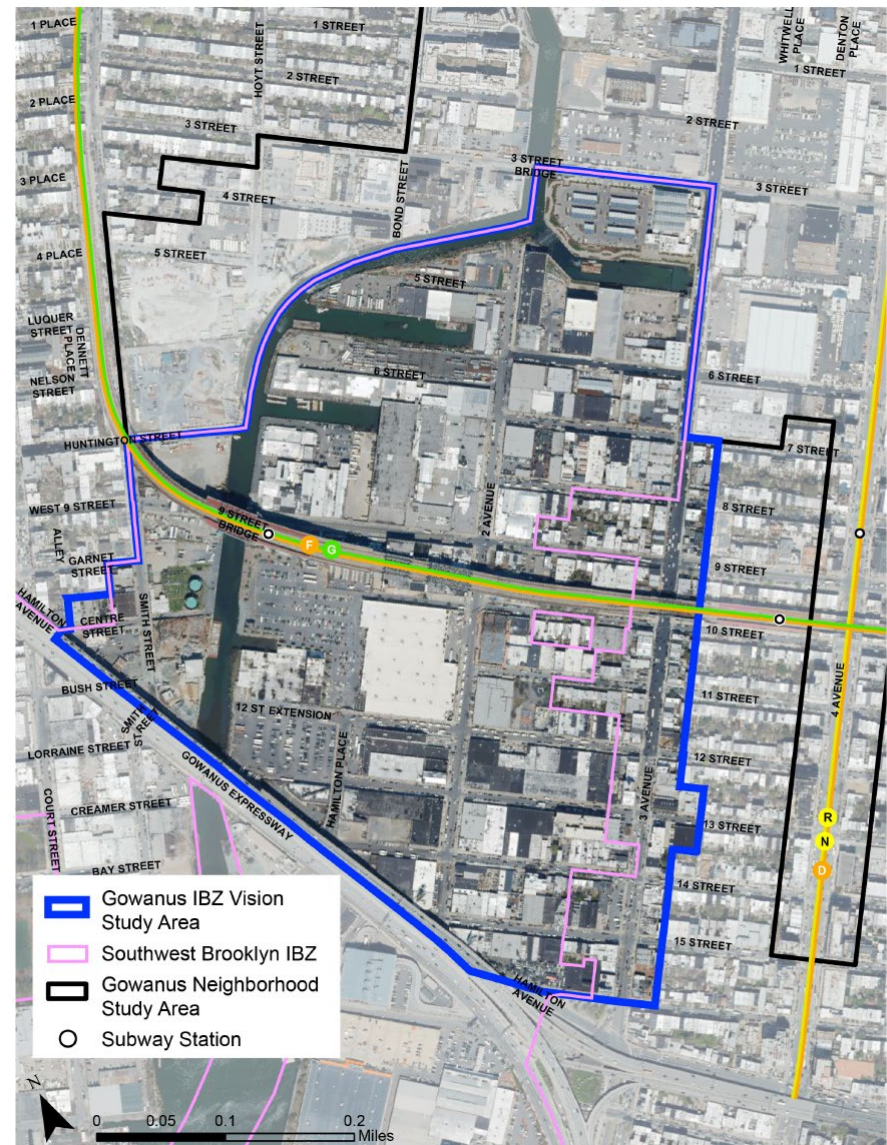 1 PLACE
1 STREET
HOYT STREET
WHITWELL
PLACE
DENTON
PLACE
1 STREET
2 STREET
2 PLACE
2 STREET
3 STREET
3 STREET
BRIDGE
3 PLACE
3 STREET
4 STREET
BOND STREET
4 PLACE
5 STREET
5 STREET
LUQUER
STREET
DENNETT
PLACE
NELSON
STREET
6 STREET
6 STREET
HUNTINGTON STREET
7 STREET
2 AVENUE
WEST 9 STREET
8 STREET
9 STREET
BRIDGE
F
G
ALLEY
GARNET
STREET
9 STREET
HAMILTON
AVENUE
CENTRE
STREET
SMITH STREET
10 STREET
BUSH STREET
11 STREET
4 AVENUE
SMITH
STREET
12 ST EXTENSION
LORRAINE STREET
12 STREET
GOWANUS EXPRESSWAY
HAMILTON PLACE
3 AVENUE
COURT STREET
CREAMER STREET
13 STREET
R
N
D
BAY STREET
14 STREET
15 STREET
HAMILTON
AVENUE
Gowanus IBZ Vision
Study Area
Southwest Brooklyn IBZ
Gowanus Neighborhood
Study Area
Subway Station
N
0
0.05
0.1
0.2
Miles